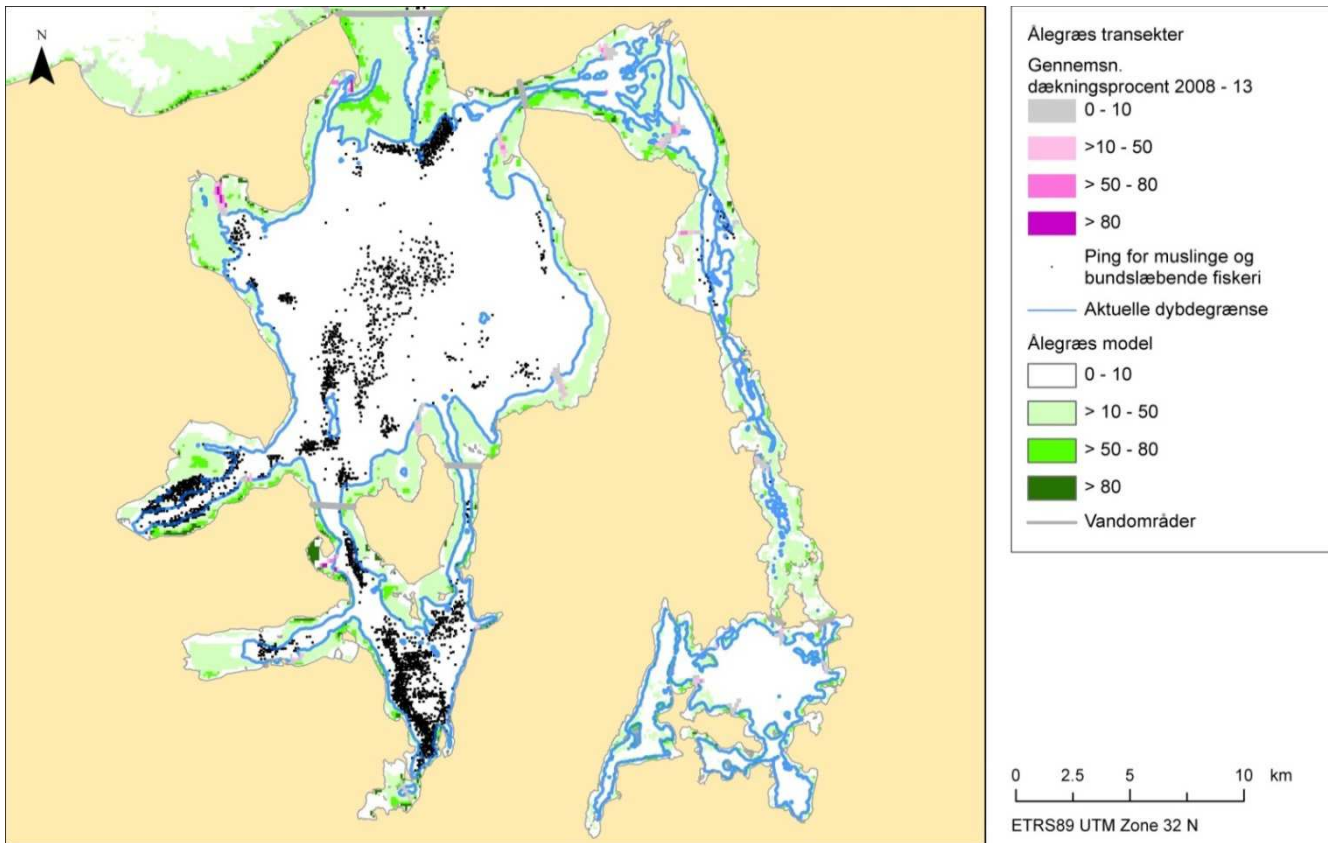 N
Ålegræs transekter
Gennemsn.
dækningsprocent 2008 - 13
0 - 10
>10 - 50
> 50 - 80
> 80
Ping for muslinge og
bundslæbende fiskeri
Aktuelle dybdegrænse
Ålegræs model
0 - 10
> 10 - 50
> 50 - 80
> 80
Vandområder
0 2.5 5 10 km
ETRS89 UTM Zone 32 N